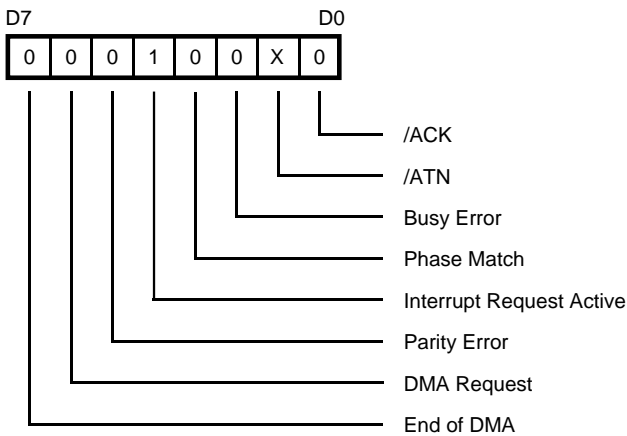 D7 D0
0 0 0 1 0 0 X 0
/ACK
/ATN
Busy Error
Phase Match
Interrupt Request Active
Parity Error
DMA Request
End of DMA